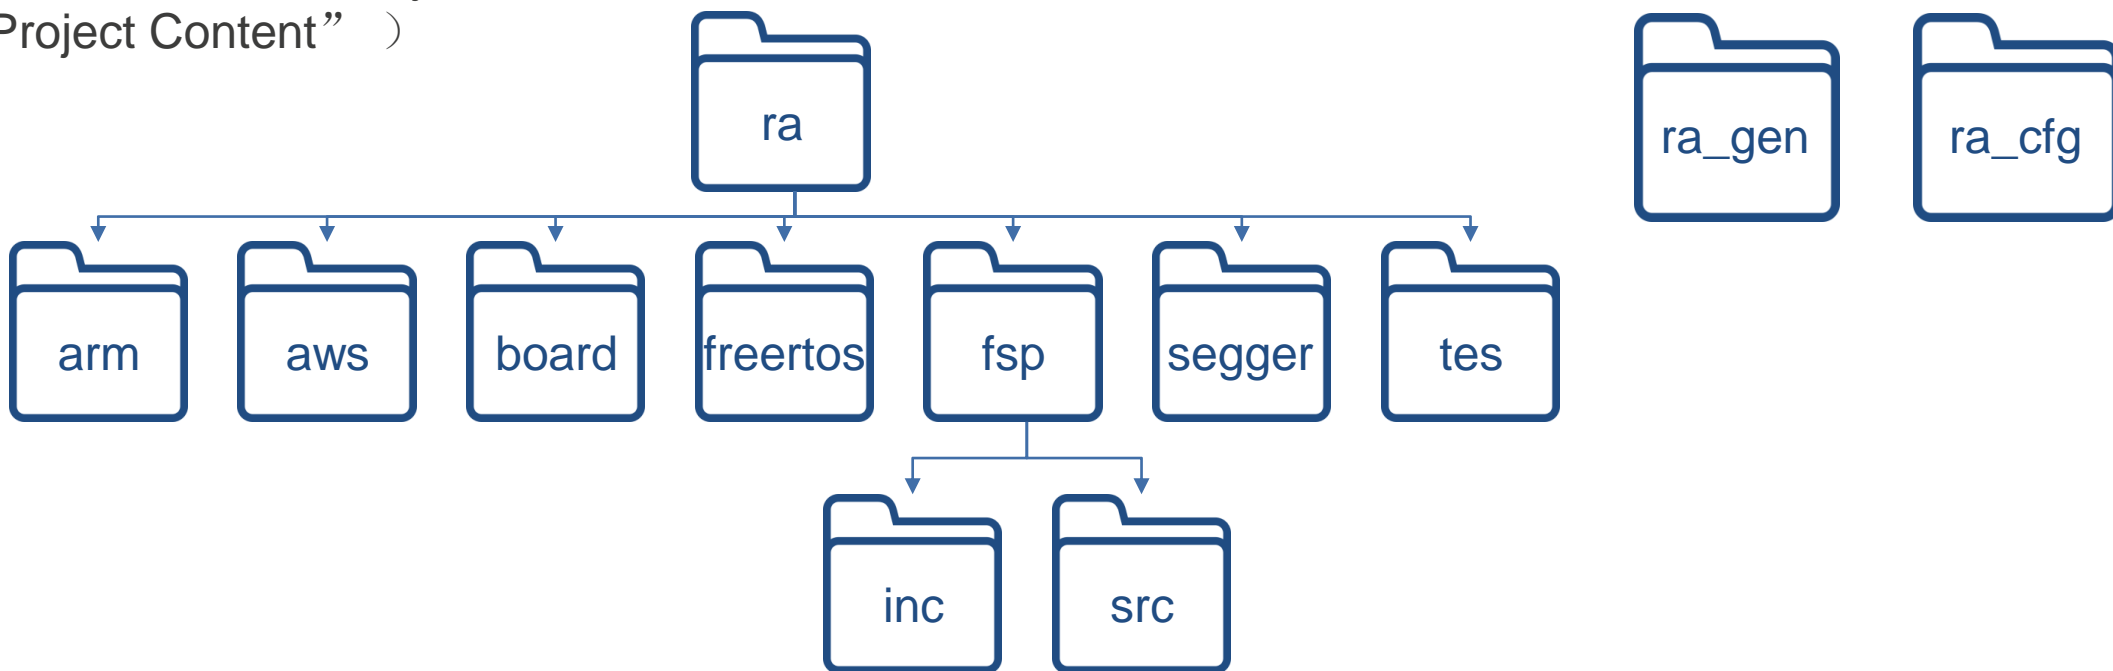 Project Content” ）
ra
ra_gen
ra_cfg
arm
aws
board
freertos
fsp
segger
tes
inc
src